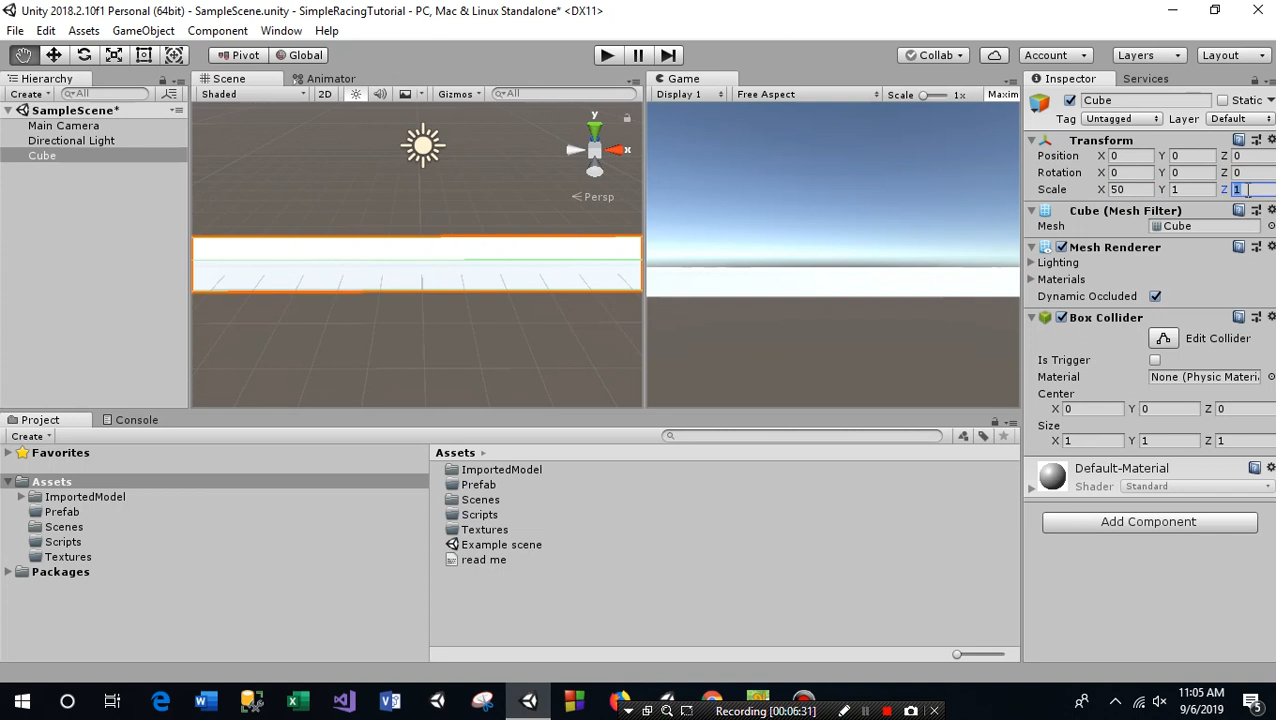 Unity 2018.2.10f1 Personal (64bit) - SampleScene.unity - SimpleRacingTutorial - PC, Mac & Linux Standalone* <DX11>
File Edit Assets GameObject Component Window Help
Pivot Global Collab Account Layers Layout
Hierarchy Scene Animator Game Inspector Services
Create All Shaded 2D Gizmos All Display 1 Free Aspect Scale 1x Maxim
Cube Static
SampleScene*
Tag Untagged Layer Default
Main Camera
Directional Light
Cube
y
x
Persp
Transform
Position X 0 Y 0 Z 0
Rotation X 0 Y 0 Z 0
Scale X 50 Y 1 Z 1
Cube (Mesh Filter)
Mesh Cube
Mesh Renderer
Lighting
Materials
Dynamic Occluded
Box Collider
Edit Collider
Is Trigger
Material None (Physic Materi
Center
X 0 Y 0 Z 0
Size
X 1 Y 1 Z 1
Default-Material
Shader Standard
Add Component
Project Console
Create
Favorites
Assets
ImportedModel
Prefab
Scenes
Scripts
Textures
Packages
Assets
ImportedModel
Prefab
Scenes
Scripts
Textures
Example scene
read me
Recording [00:06:31]
11:05 AM
9/6/2019
5